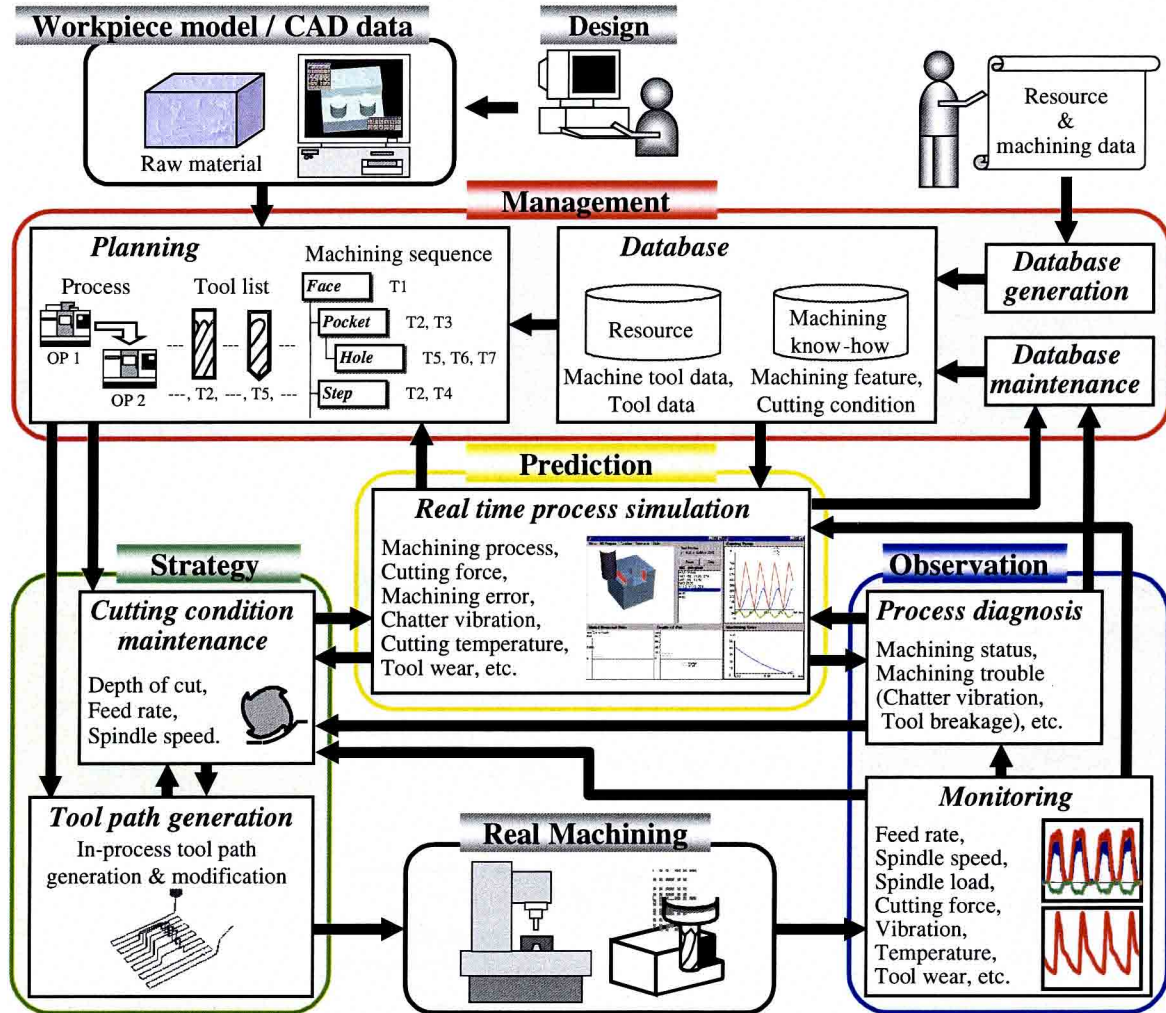 Workpiece model / CAD data
Raw material
Design
Resource
&
machining data
Management
Planning
Process
OP 1
OP 2
Tool list
---, T2, ---, T5, ---
Machining sequence
Face T1
Pocket T2, T3
Hole T5, T6, T7
Step T2, T4
Database
Resource
Machine tool data,
Tool data
Machining
know-how
Machining feature,
Cutting condition
Database
generation
Database
maintenance
Prediction
Real time process simulation
Machining process,
Cutting force,
Machining error,
Chatter vibration,
Cutting temperature,
Tool wear, etc.
Strategy
Cutting condition
maintenance
Depth of cut,
Feed rate,
Spindle speed.
Tool path generation
In-process tool path
generation & modification
Real Machining
Observation
Process diagnosis
Machining status,
Machining trouble
(Chatter vibration,
Tool breakage), etc.
Monitoring
Feed rate,
Spindle speed,
Spindle load,
Cutting force,
Vibration,
Temperature,
Tool wear, etc.